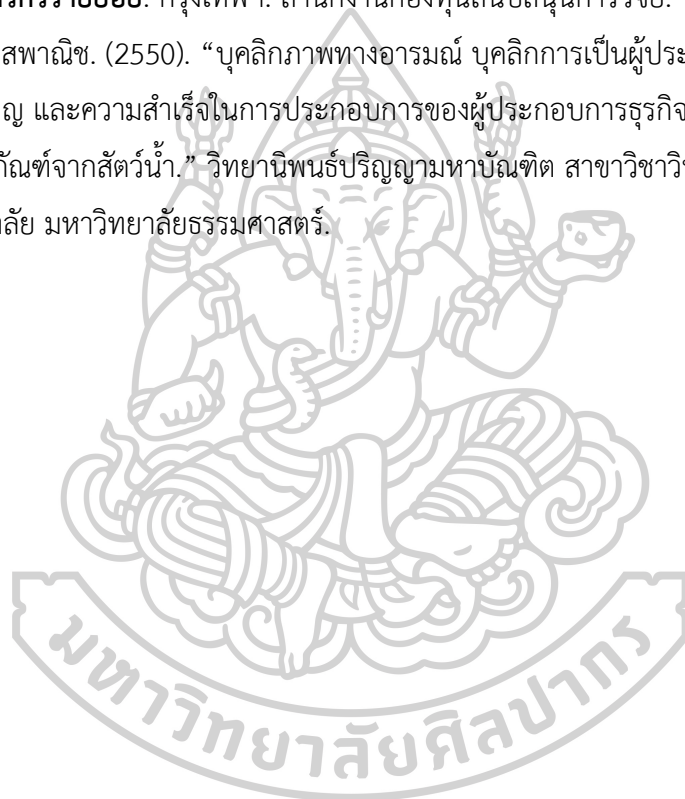 กรุงเทพฯ: สำนักงานกองทุนสนับสนุนการวิจัย.
สพาณิช. (2550). “บุคลิกภาพทางอารมณ์ บุคลิกการเป็นผู้ประ
ญ และความสำเร็จในการประกอบการของผู้ประกอบการธุรกิจ
ภัณฑ์จากสัตว์น้ำ.” วิทยานิพนธ์ปริญญามหาบัณฑิต สาขาวิชาวิ
าลัย มหาวิทยาลัยธรรมศาสตร์.
มหาวิทยาลัยศิลปากร